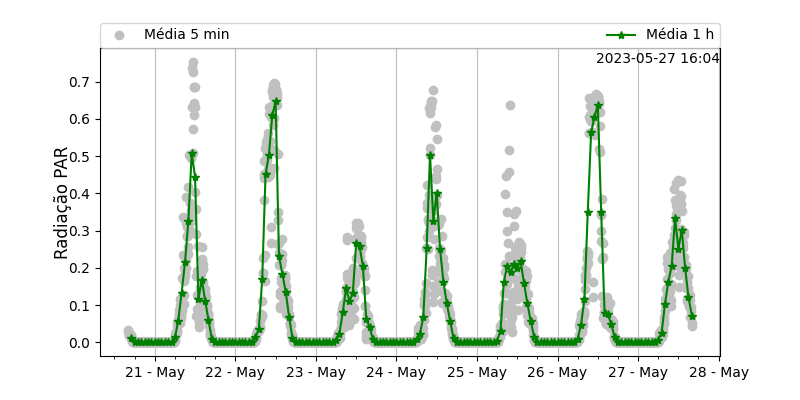 Média 5 min
Média 1 h
2023-05-27 16:04
Radiação PAR
0.7
0.6
0.5
0.4
0.3
0.2
0.1
0.0
21 - May
22 - May
23 - May
24 - May
25 - May
26 - May
27 - May
28 - May